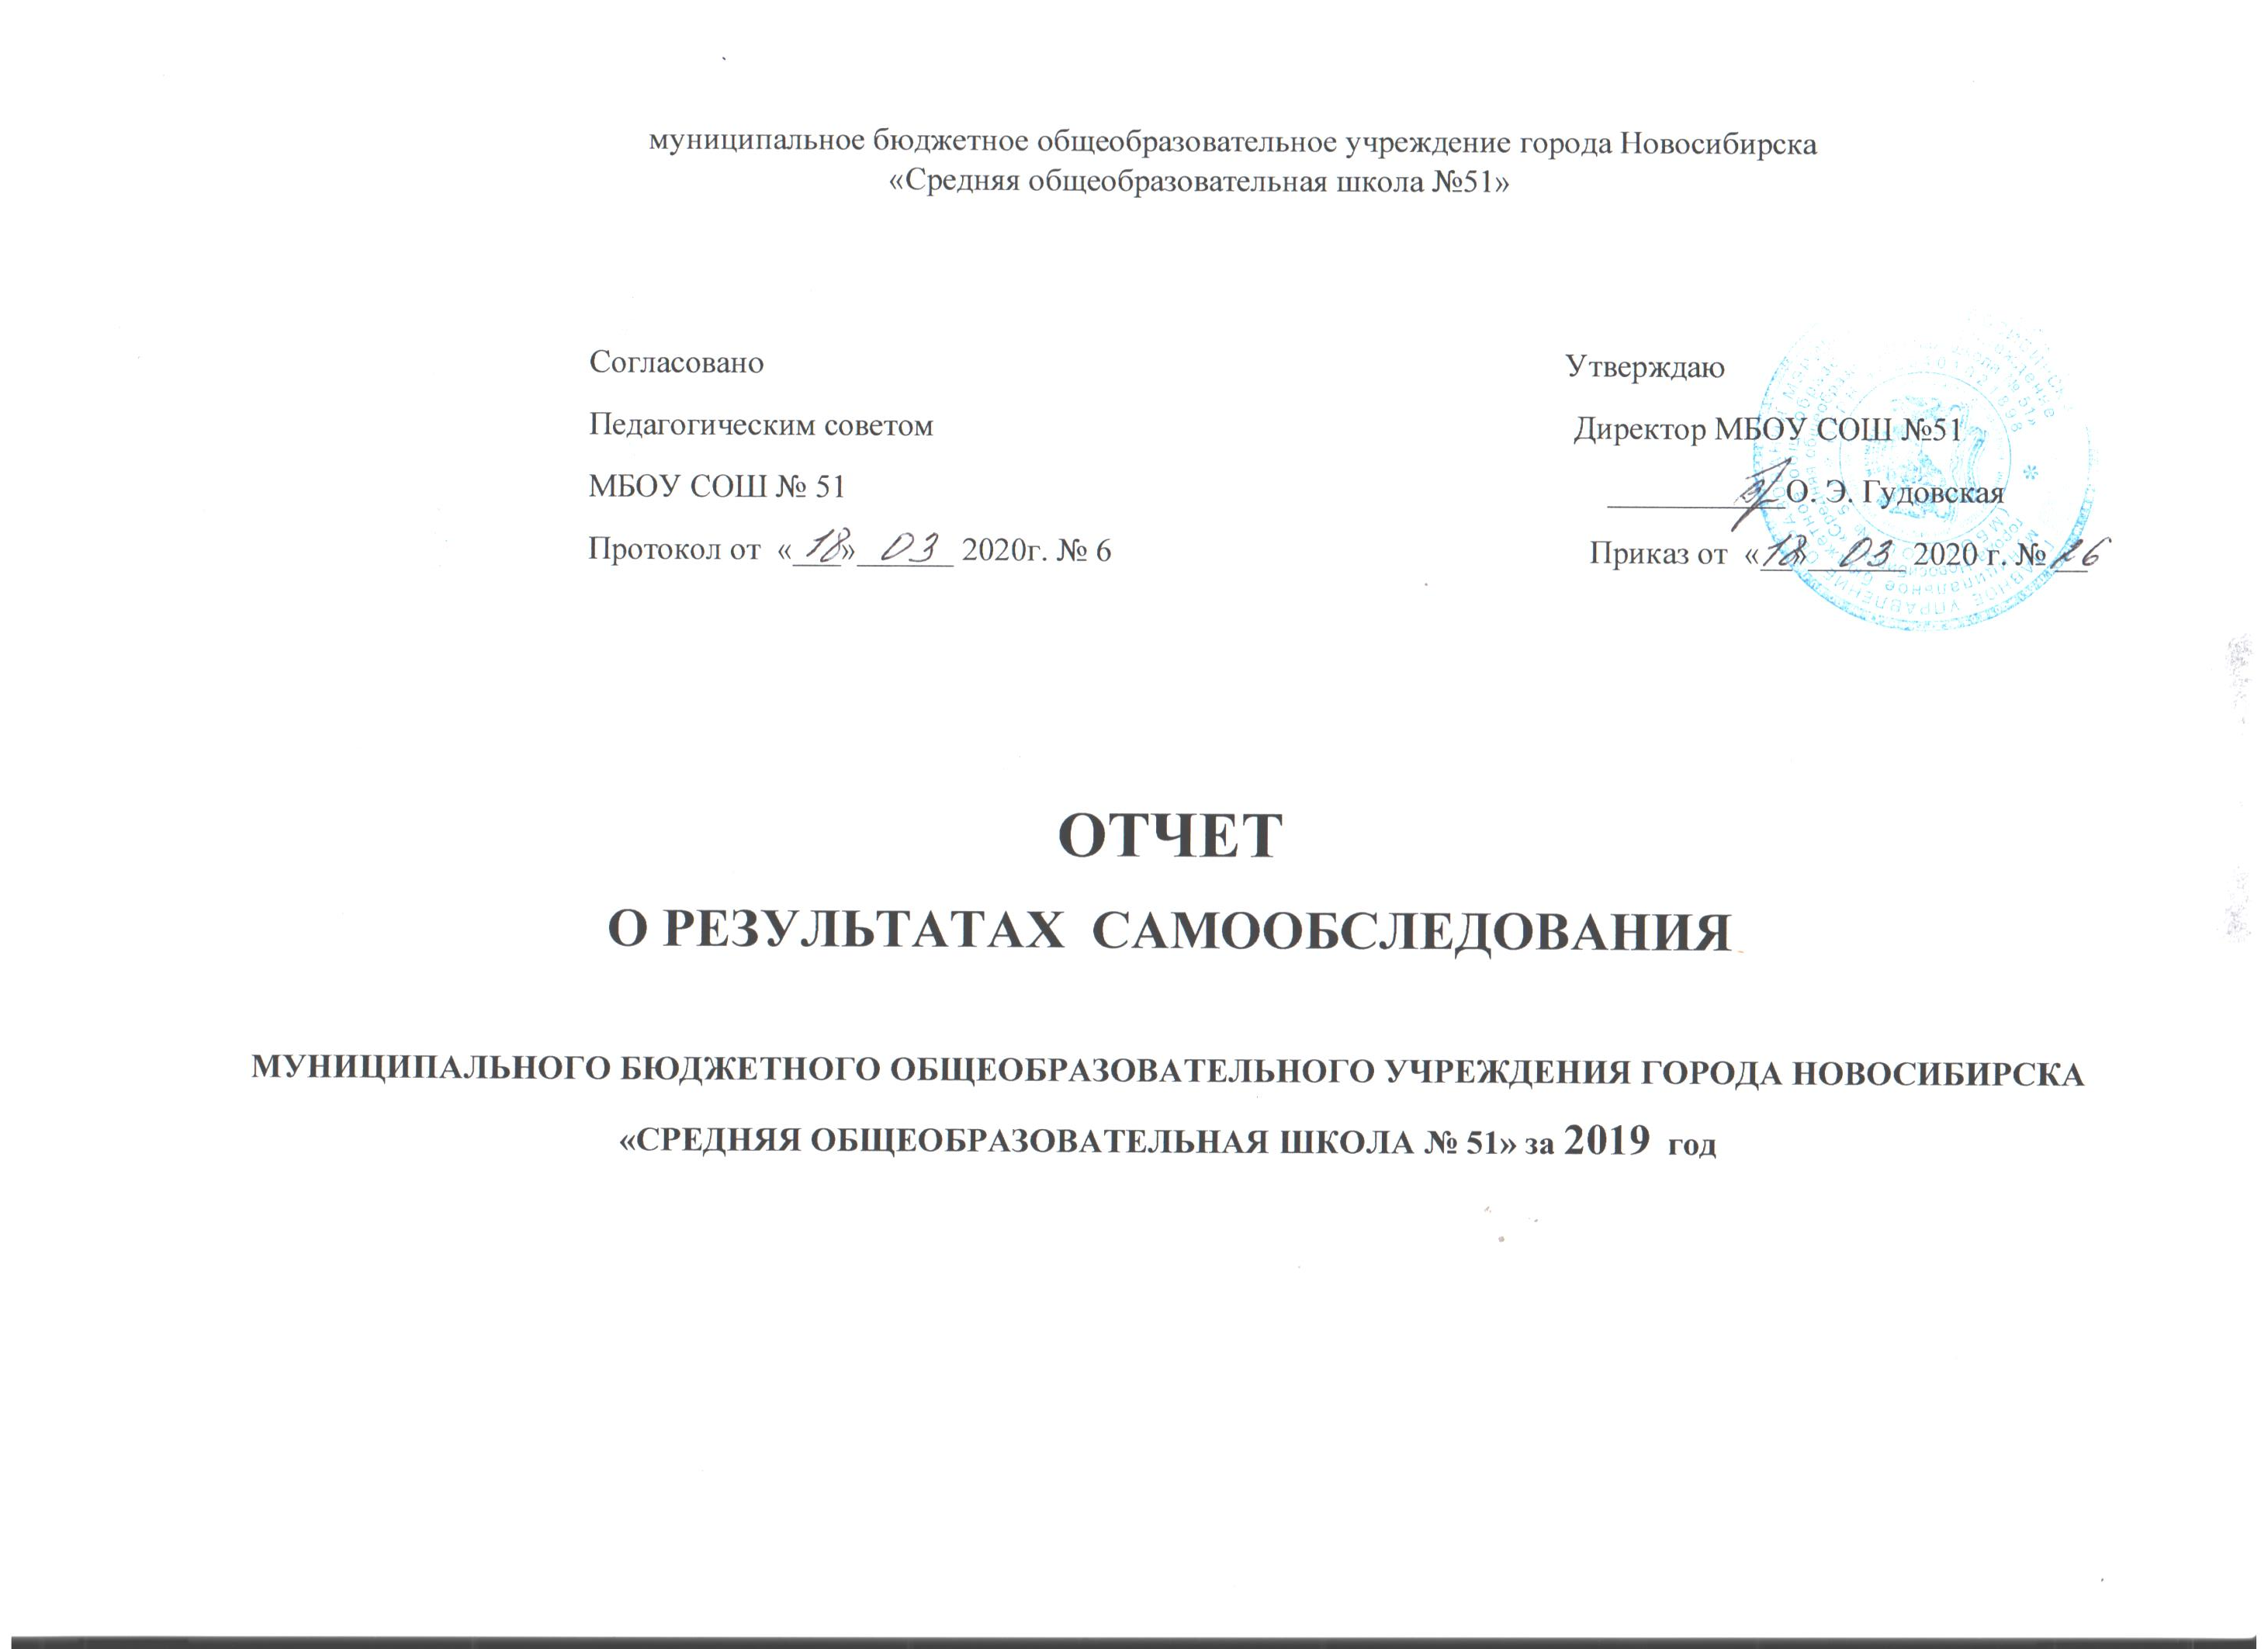 муниципальное бюджетное общеобразовательное учреждение города Новосибирска
«Средняя общеобразовательная школа №51»
Согласовано
Педагогическим советом
МБОУ СОШ № 51
Протокол от «18» 03 2020г. № 6
Утверждаю
Директор МБОУ СОШ №51
О. Э. Гудовская
Приказ от «18» 03 2020 г. №
ОТЧЕТ
О РЕЗУЛЬТАТАХ САМООБСЛЕДОВАНИЯ
МУНИЦИПАЛЬНОГО БЮДЖЕТНОГО ОБЩЕОБРАЗОВАТЕЛЬНОГО УЧРЕЖДЕНИЯ ГОРОДА НОВОСИБИРСКА
«СРЕДНЯЯ ОБЩЕОБРАЗОВАТЕЛЬНАЯ ШКОЛА № 51» за 2019 год